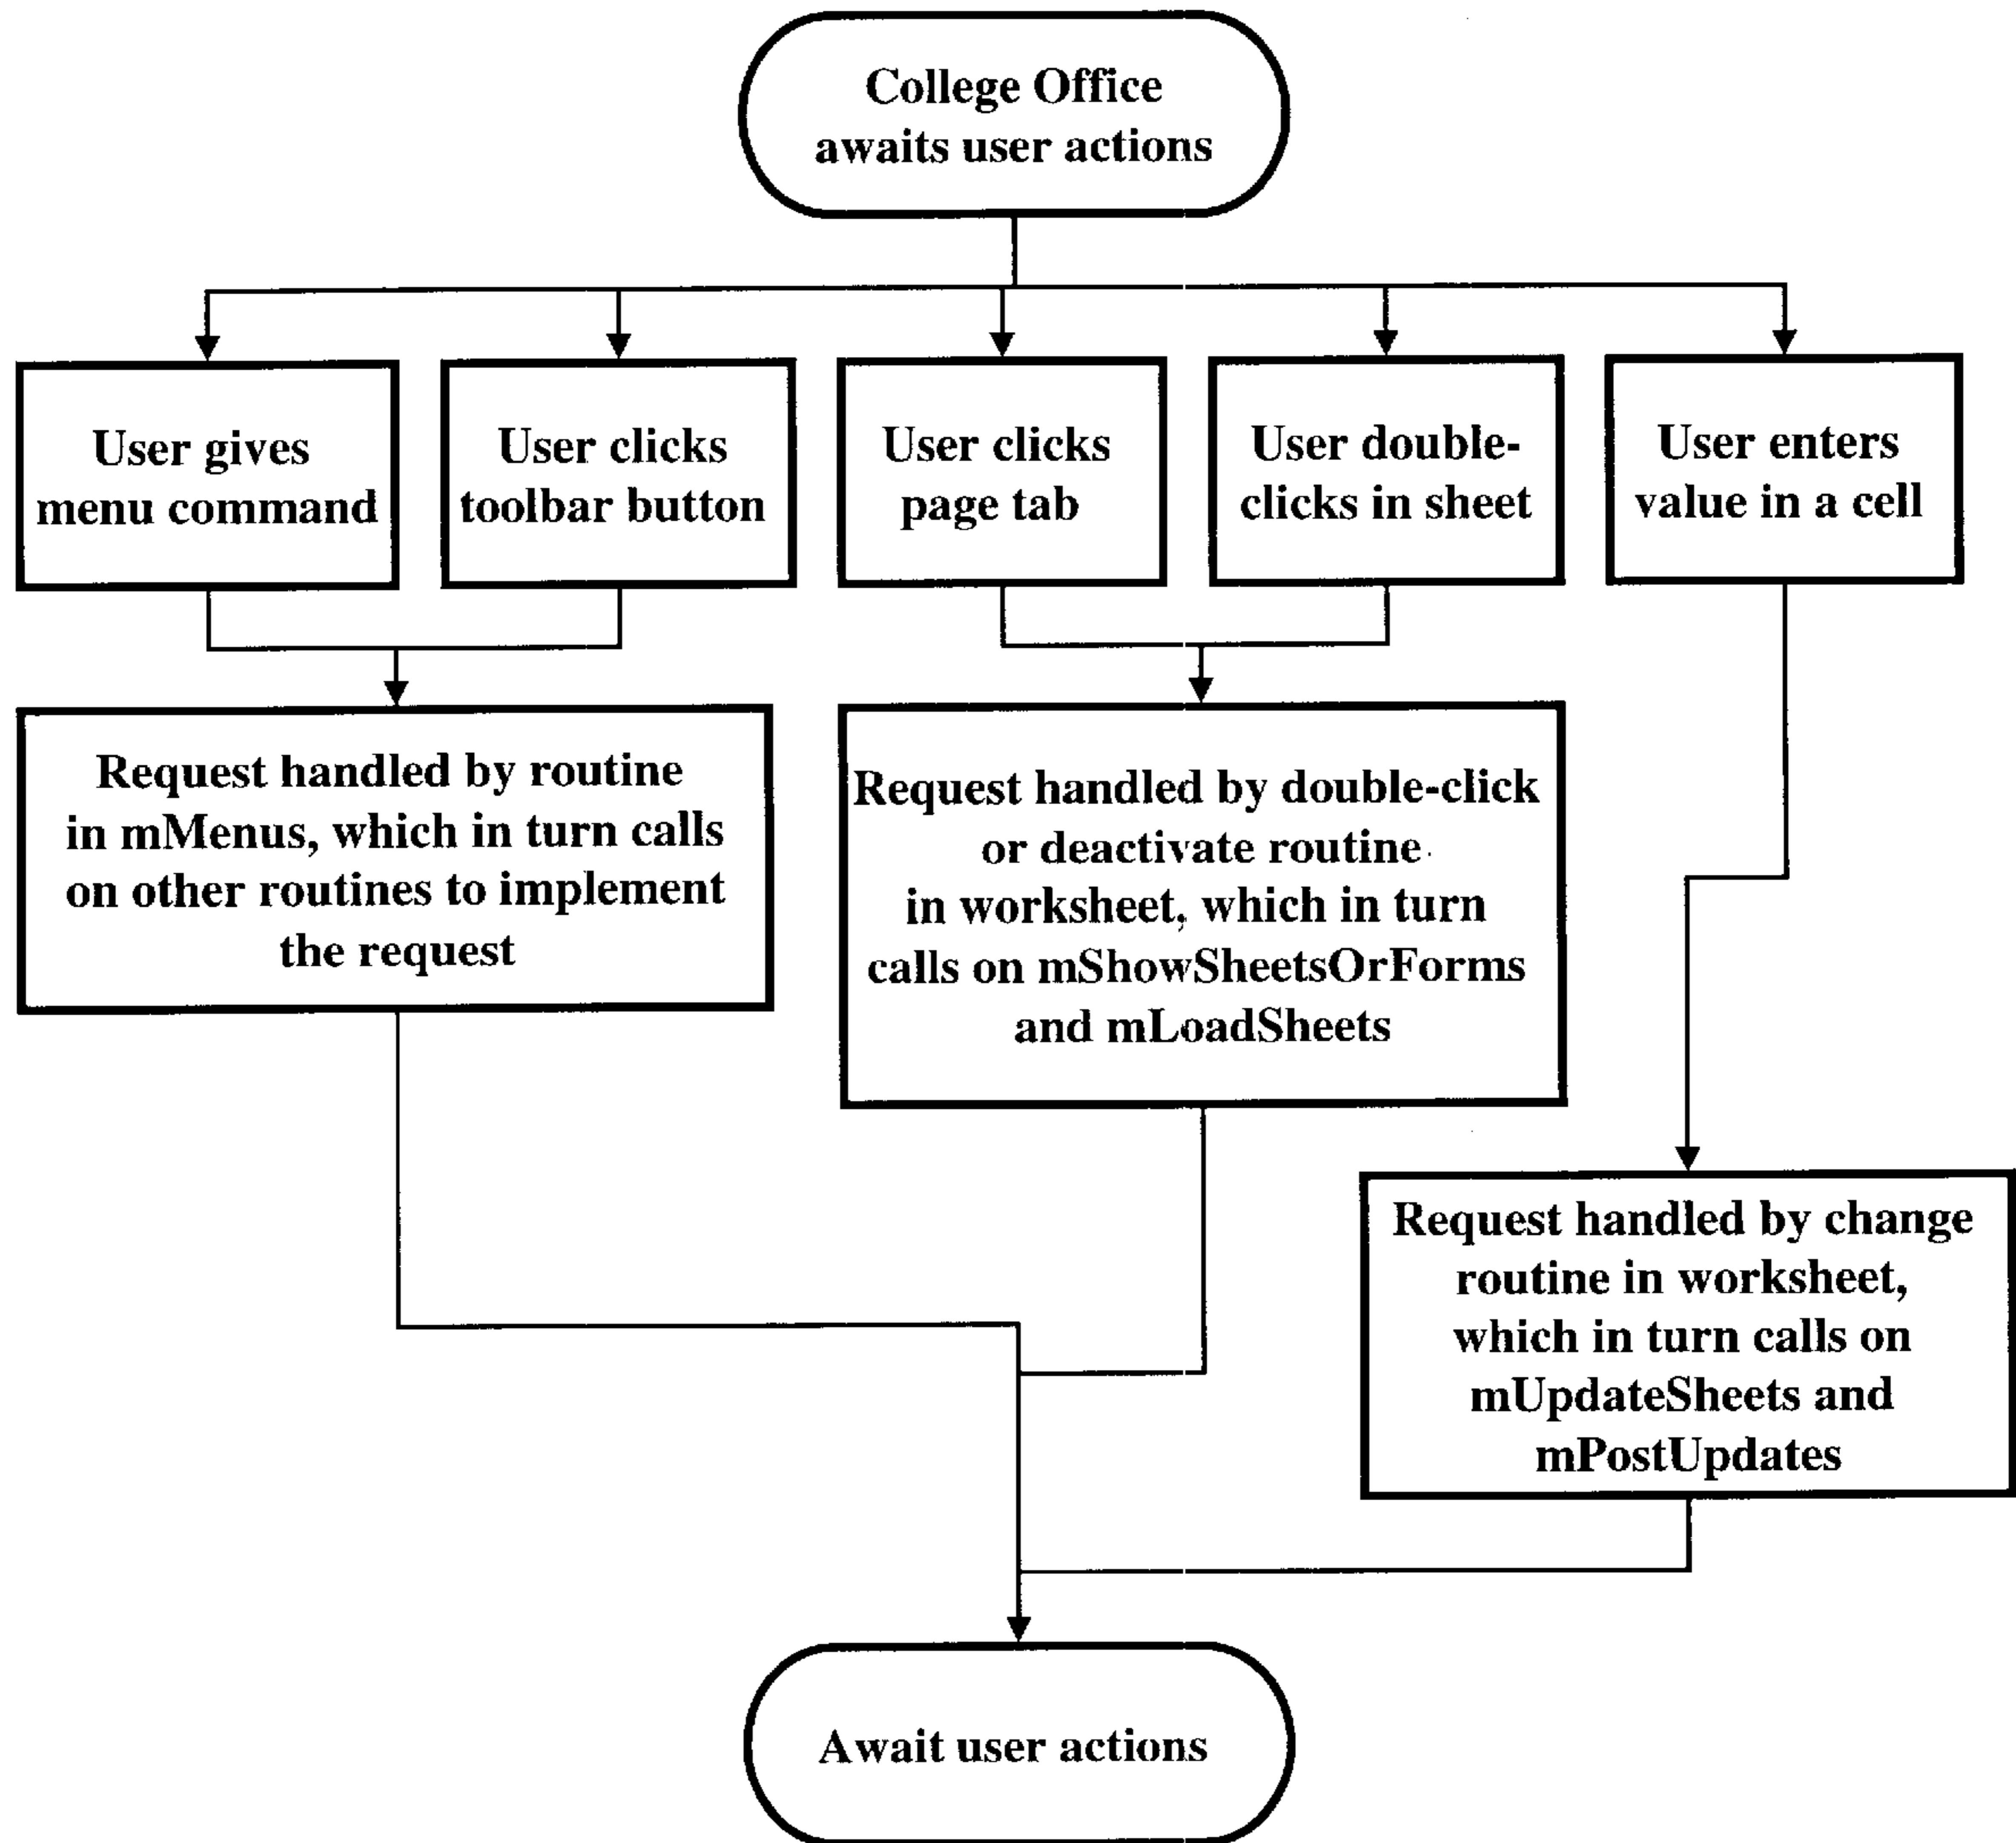 College Office
awaits user actions
User gives
menu command
User clicks
toolbar button
User clicks
page tab
User double-
clicks in sheet
User enters
value in a cell
Request handled by routine
in mMenus, which in turn calls
on other routines to implement
the request
Request handled by double-click
or deactivate routine
in worksheet, which in turn
calls on mShowSheetsOrForms
and mLoadSheets
Request handled by change
routine in worksheet,
which in turn calls on
mUpdateSheets and
mPostUpdates
Await user actions